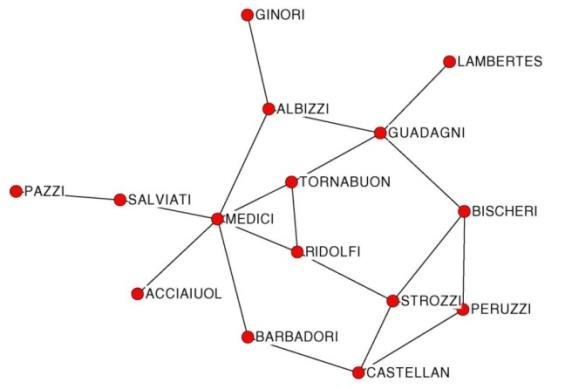 GINORI
LAMBERTES
ALBIZZI
GUADAGNI
TORNABUON
PAZZI
SALVIATI
BISCHERI
MEDICI
RIDOLFI
ACCIAIUOL
STROZZI
PERUZZI
BARBADORI
CASTELLAN